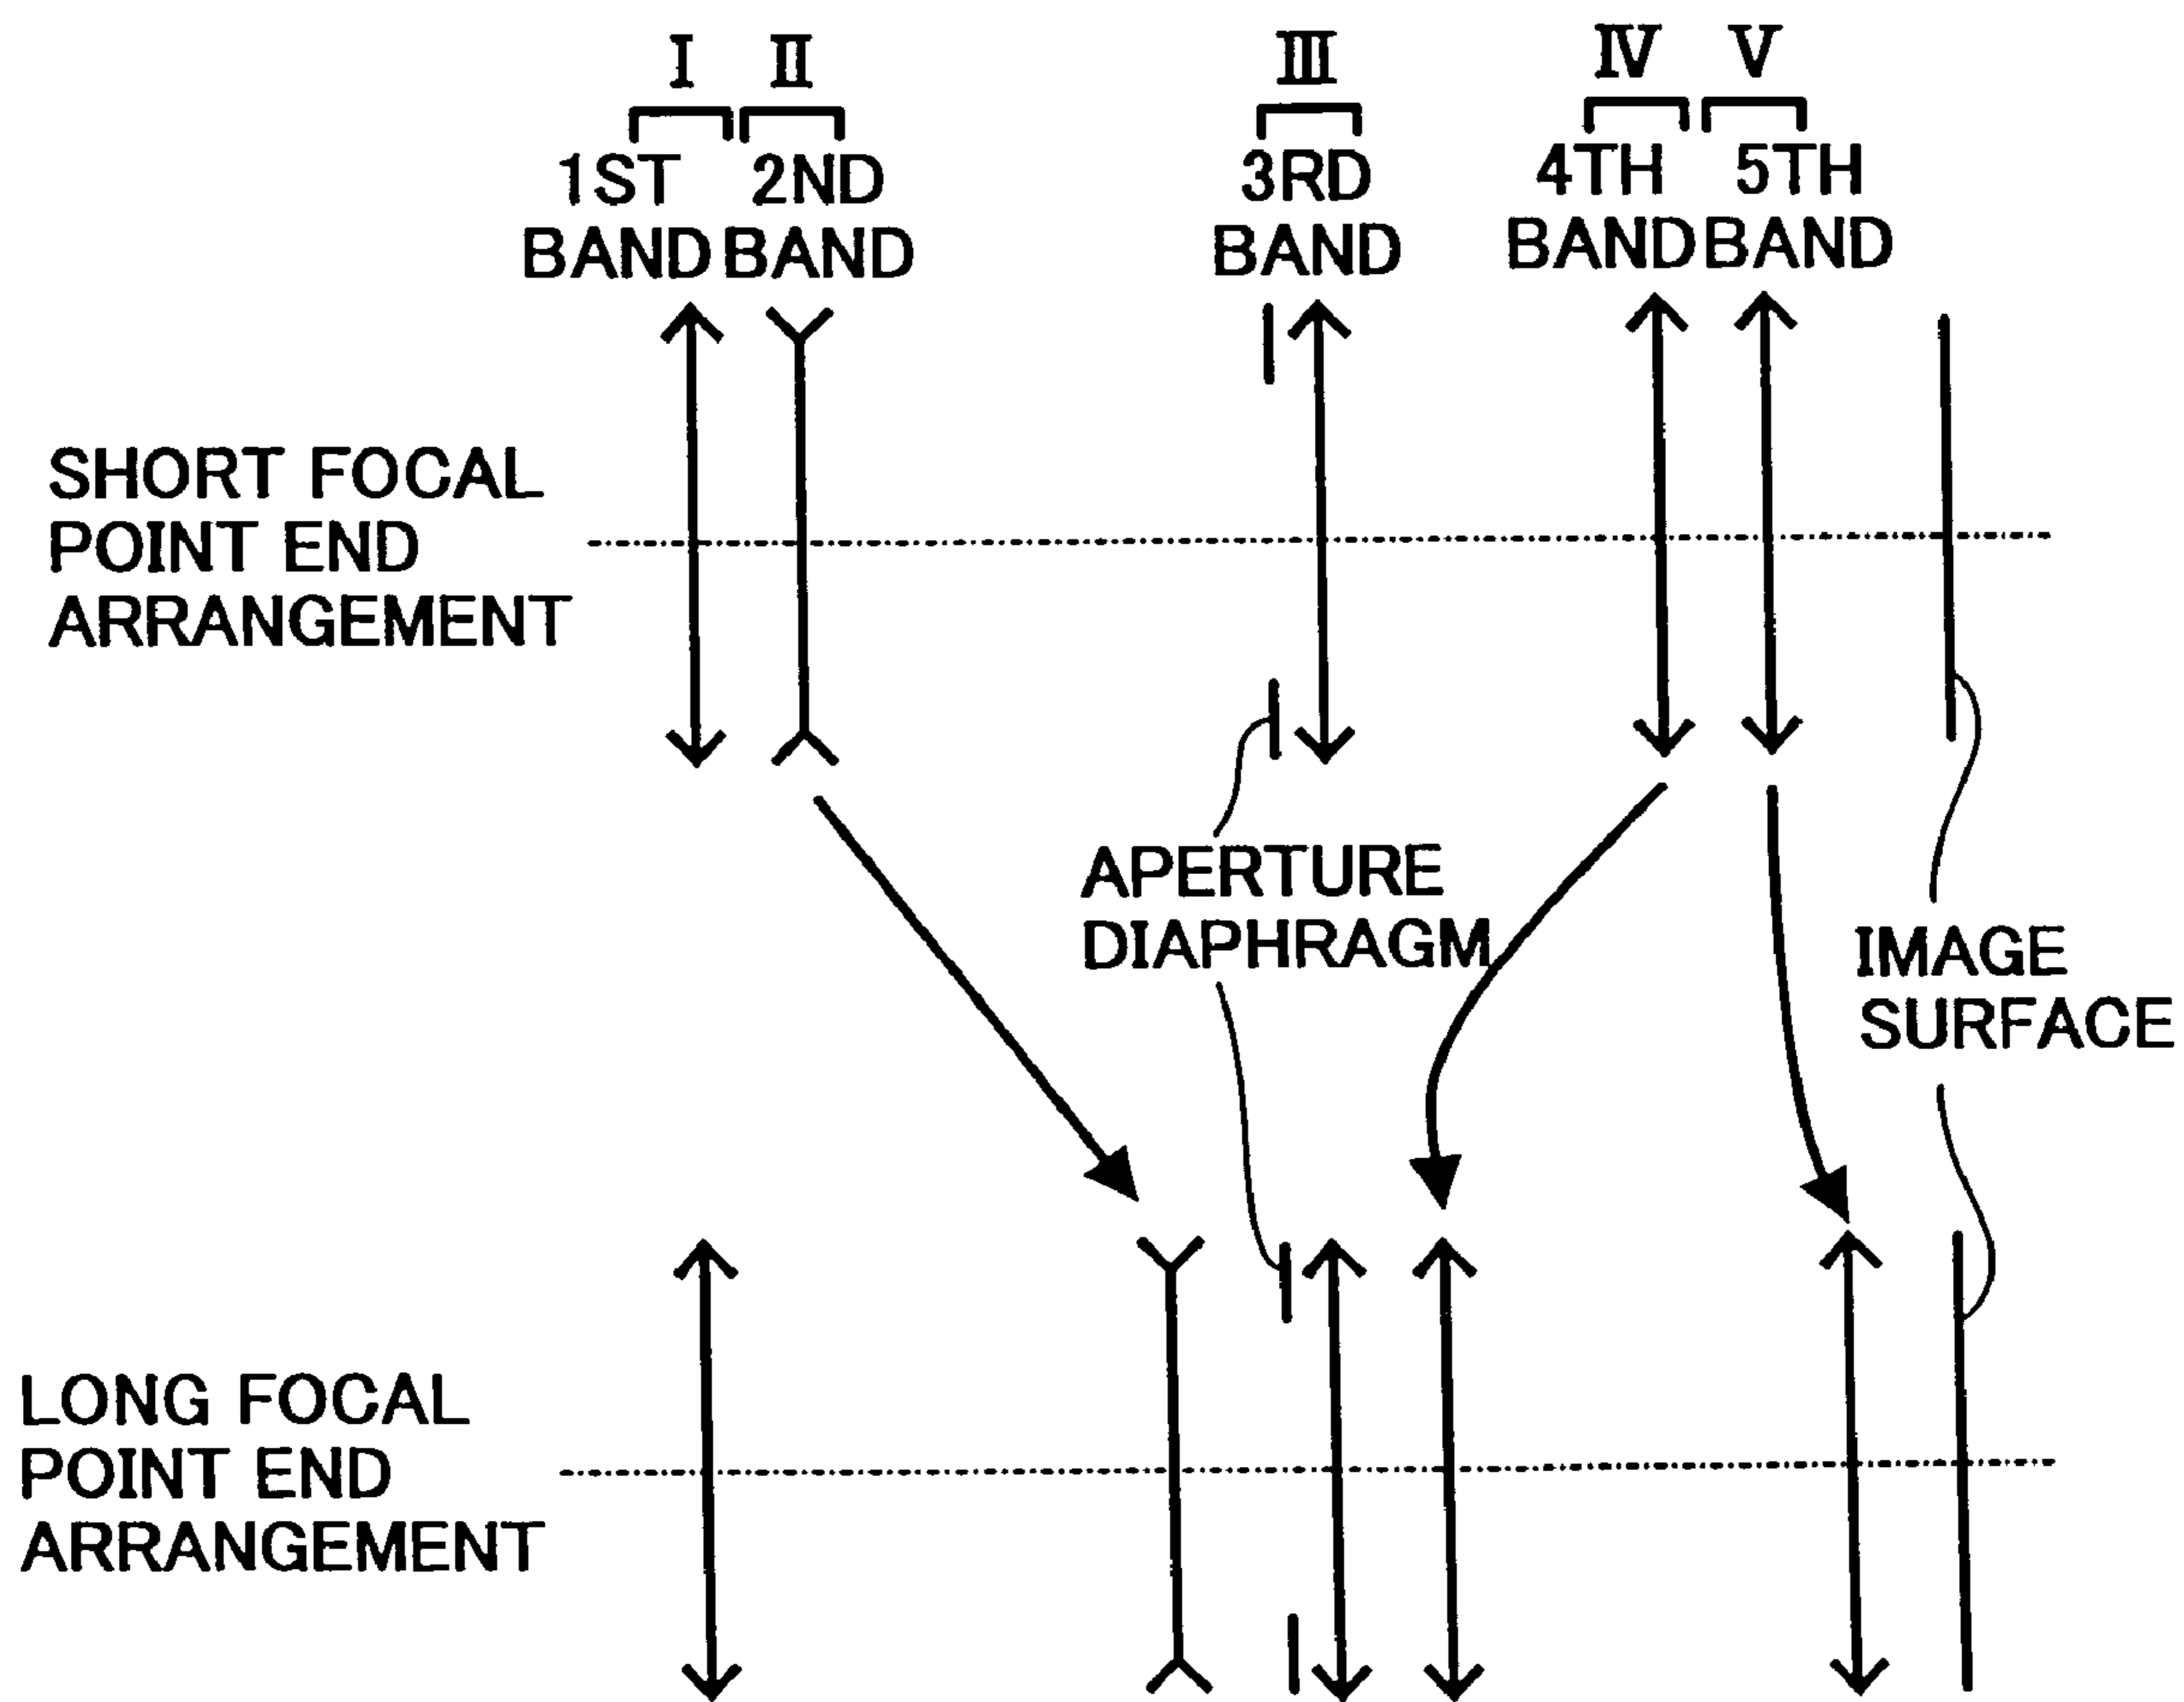 I II III IV V
1ST 2ND 3RD 4TH 5TH
BAND BAND BAND BAND BAND
SHORT FOCAL
POINT END
ARRANGEMENT
APERTURE
DIAPHRAGM
IMAGE
SURFACE
LONG FOCAL
POINT END
ARRANGEMENT